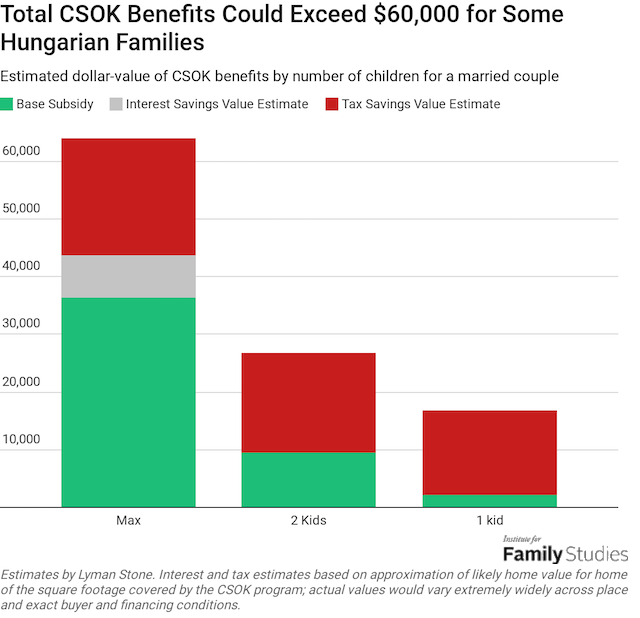 Total CSOK Benefits Could Exceed $60,000 for Some
Hungarian Families
Estimated dollar-value of CSOK benefits by number of children for a married couple
Base Subsidy Interest Savings Value Estimate Tax Savings Value Estimate
60,000
50,000
40,000
30,000
20,000
10,000
Max 2 Kids 1 kid
Institute for
Family Studies
Estimates by Lyman Stone. Interest and tax estimates based on approximation of likely home value for home
of the square footage covered by the CSOK program; actual values would vary extremely widely across place
and exact buyer and financing conditions.